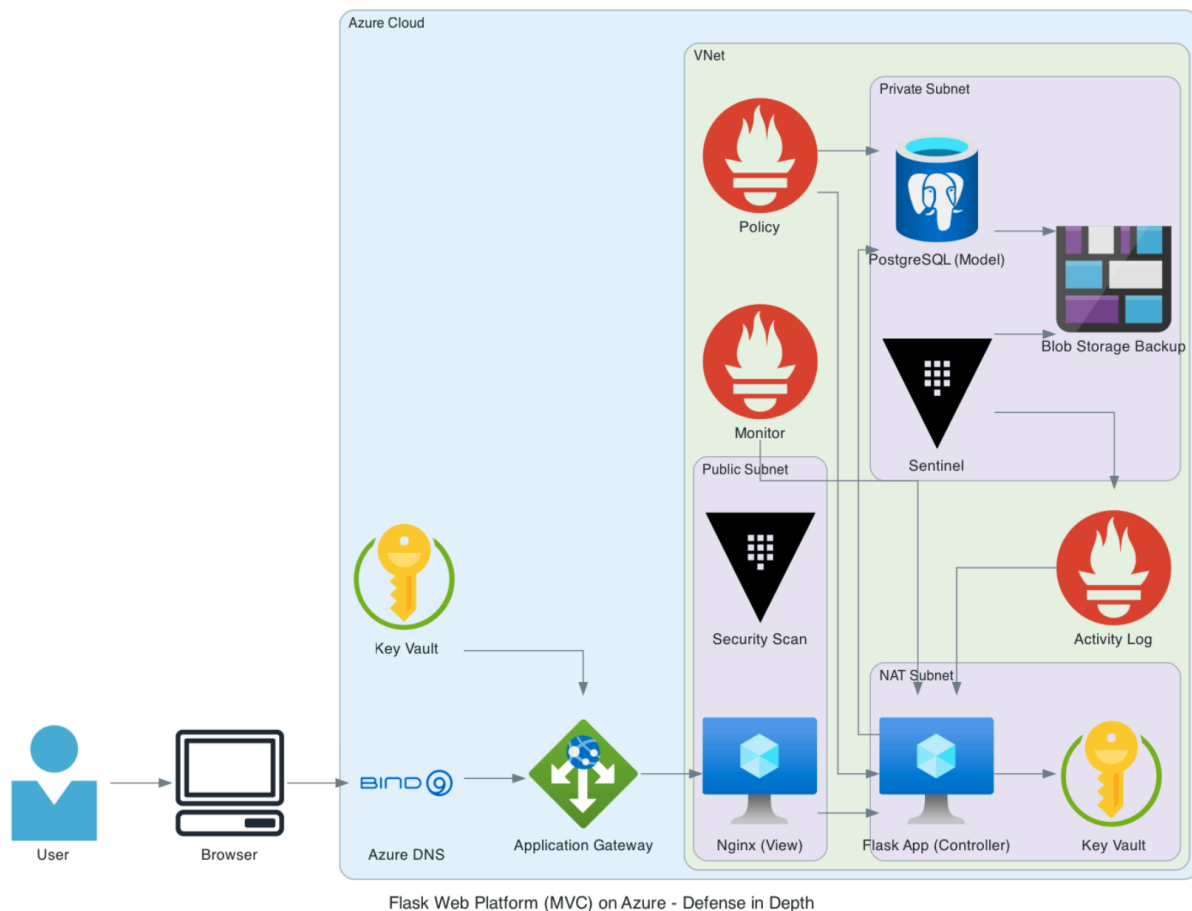 Azure Cloud
VNet
Private Subnet
Policy
PostgreSQL (Model)
Blob Storage Backup
Monitor
Sentinel
Public Subnet
Security Scan
Activity Log
Key Vault
NAT Subnet
BIND 9
User
Browser
Azure DNS
Application Gateway
Nginx (View)
Flask App (Controller)
Key Vault
Flask Web Platform (MVC) on Azure - Defense in Depth